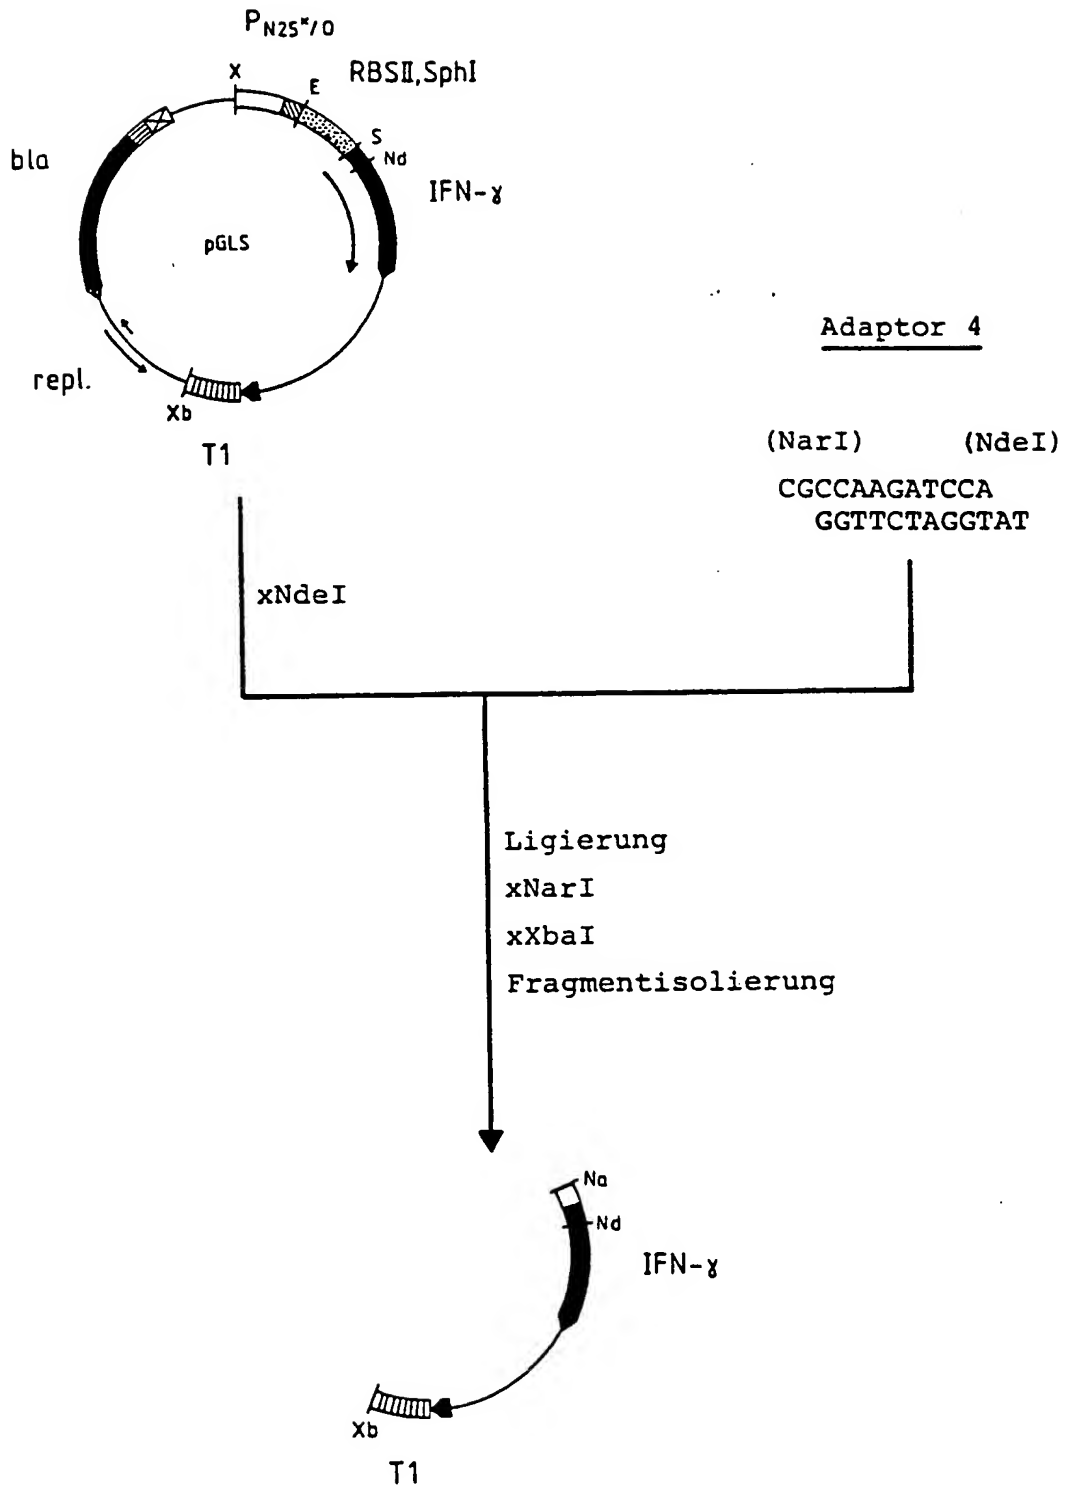 PN25*/O
X
E
RBSII,SphI
S
Nd
bla
IFN-γ
pGLS
repl.
Xb
T1
Adaptor 4
(NarI) (NdeI)
CGCCAAGATCCA
GGTTCTAGGTAT
xNdeI
Ligierung
xNarI
xXbaI
Fragmentisolierung
Na
Nd
IFN-γ
Xb
T1